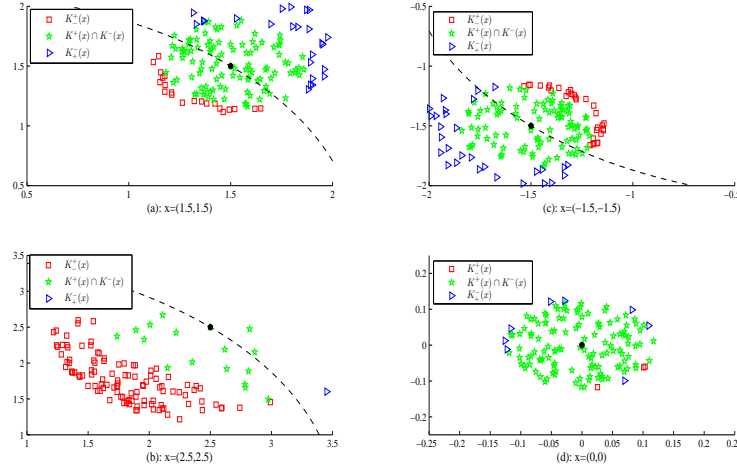 2
1.5
1
0.5
0.5
1
1.5
2
K₋⁺(x)
K⁺(x) ∩ K⁻(x)
K₊⁻(x)
(a): x=(1.5,1.5)
-0.5
−1
−1.5
−2
−2
−1.5
−1
K₋⁺(x)
K⁺(x) ∩ K⁻(x)
K₊⁻(x)
(c): x=(−1.5,−1.5)
3.5
3
2.5
2
1.5
1
1
1.5
2
2.5
3
3.5
K₋⁺(x)
K⁺(x) ∩ K⁻(x)
K₊⁻(x)
(b): x=(2.5,2.5)
0.2
0.1
0
−0.1
−0.2
−0.25
−0.2
−0.15
−0.1
−0.05
0
0.05
0.1
0.15
0.2
0.25
K₋⁺(x)
K⁺(x) ∩ K⁻(x)
K₊⁻(x)
(d): x=(0,0)